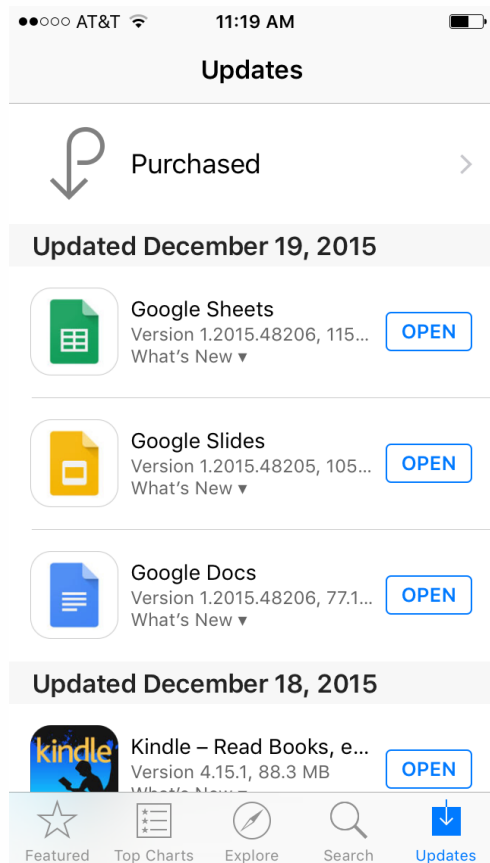 ●●○○○ AT&T 11:19 AM
Updates
Purchased
Updated December 19, 2015
Google Sheets
Version 1.2015.48206, 115...
What's New ▾
OPEN
Google Slides
Version 1.2015.48205, 105...
What's New ▾
OPEN
Google Docs
Version 1.2015.48206, 77.1...
What's New ▾
OPEN
Updated December 18, 2015
kindle
Kindle – Read Books, e...
Version 4.15.1, 88.3 MB
What's New ▾
OPEN
Featured
Top Charts
Explore
Search
Updates